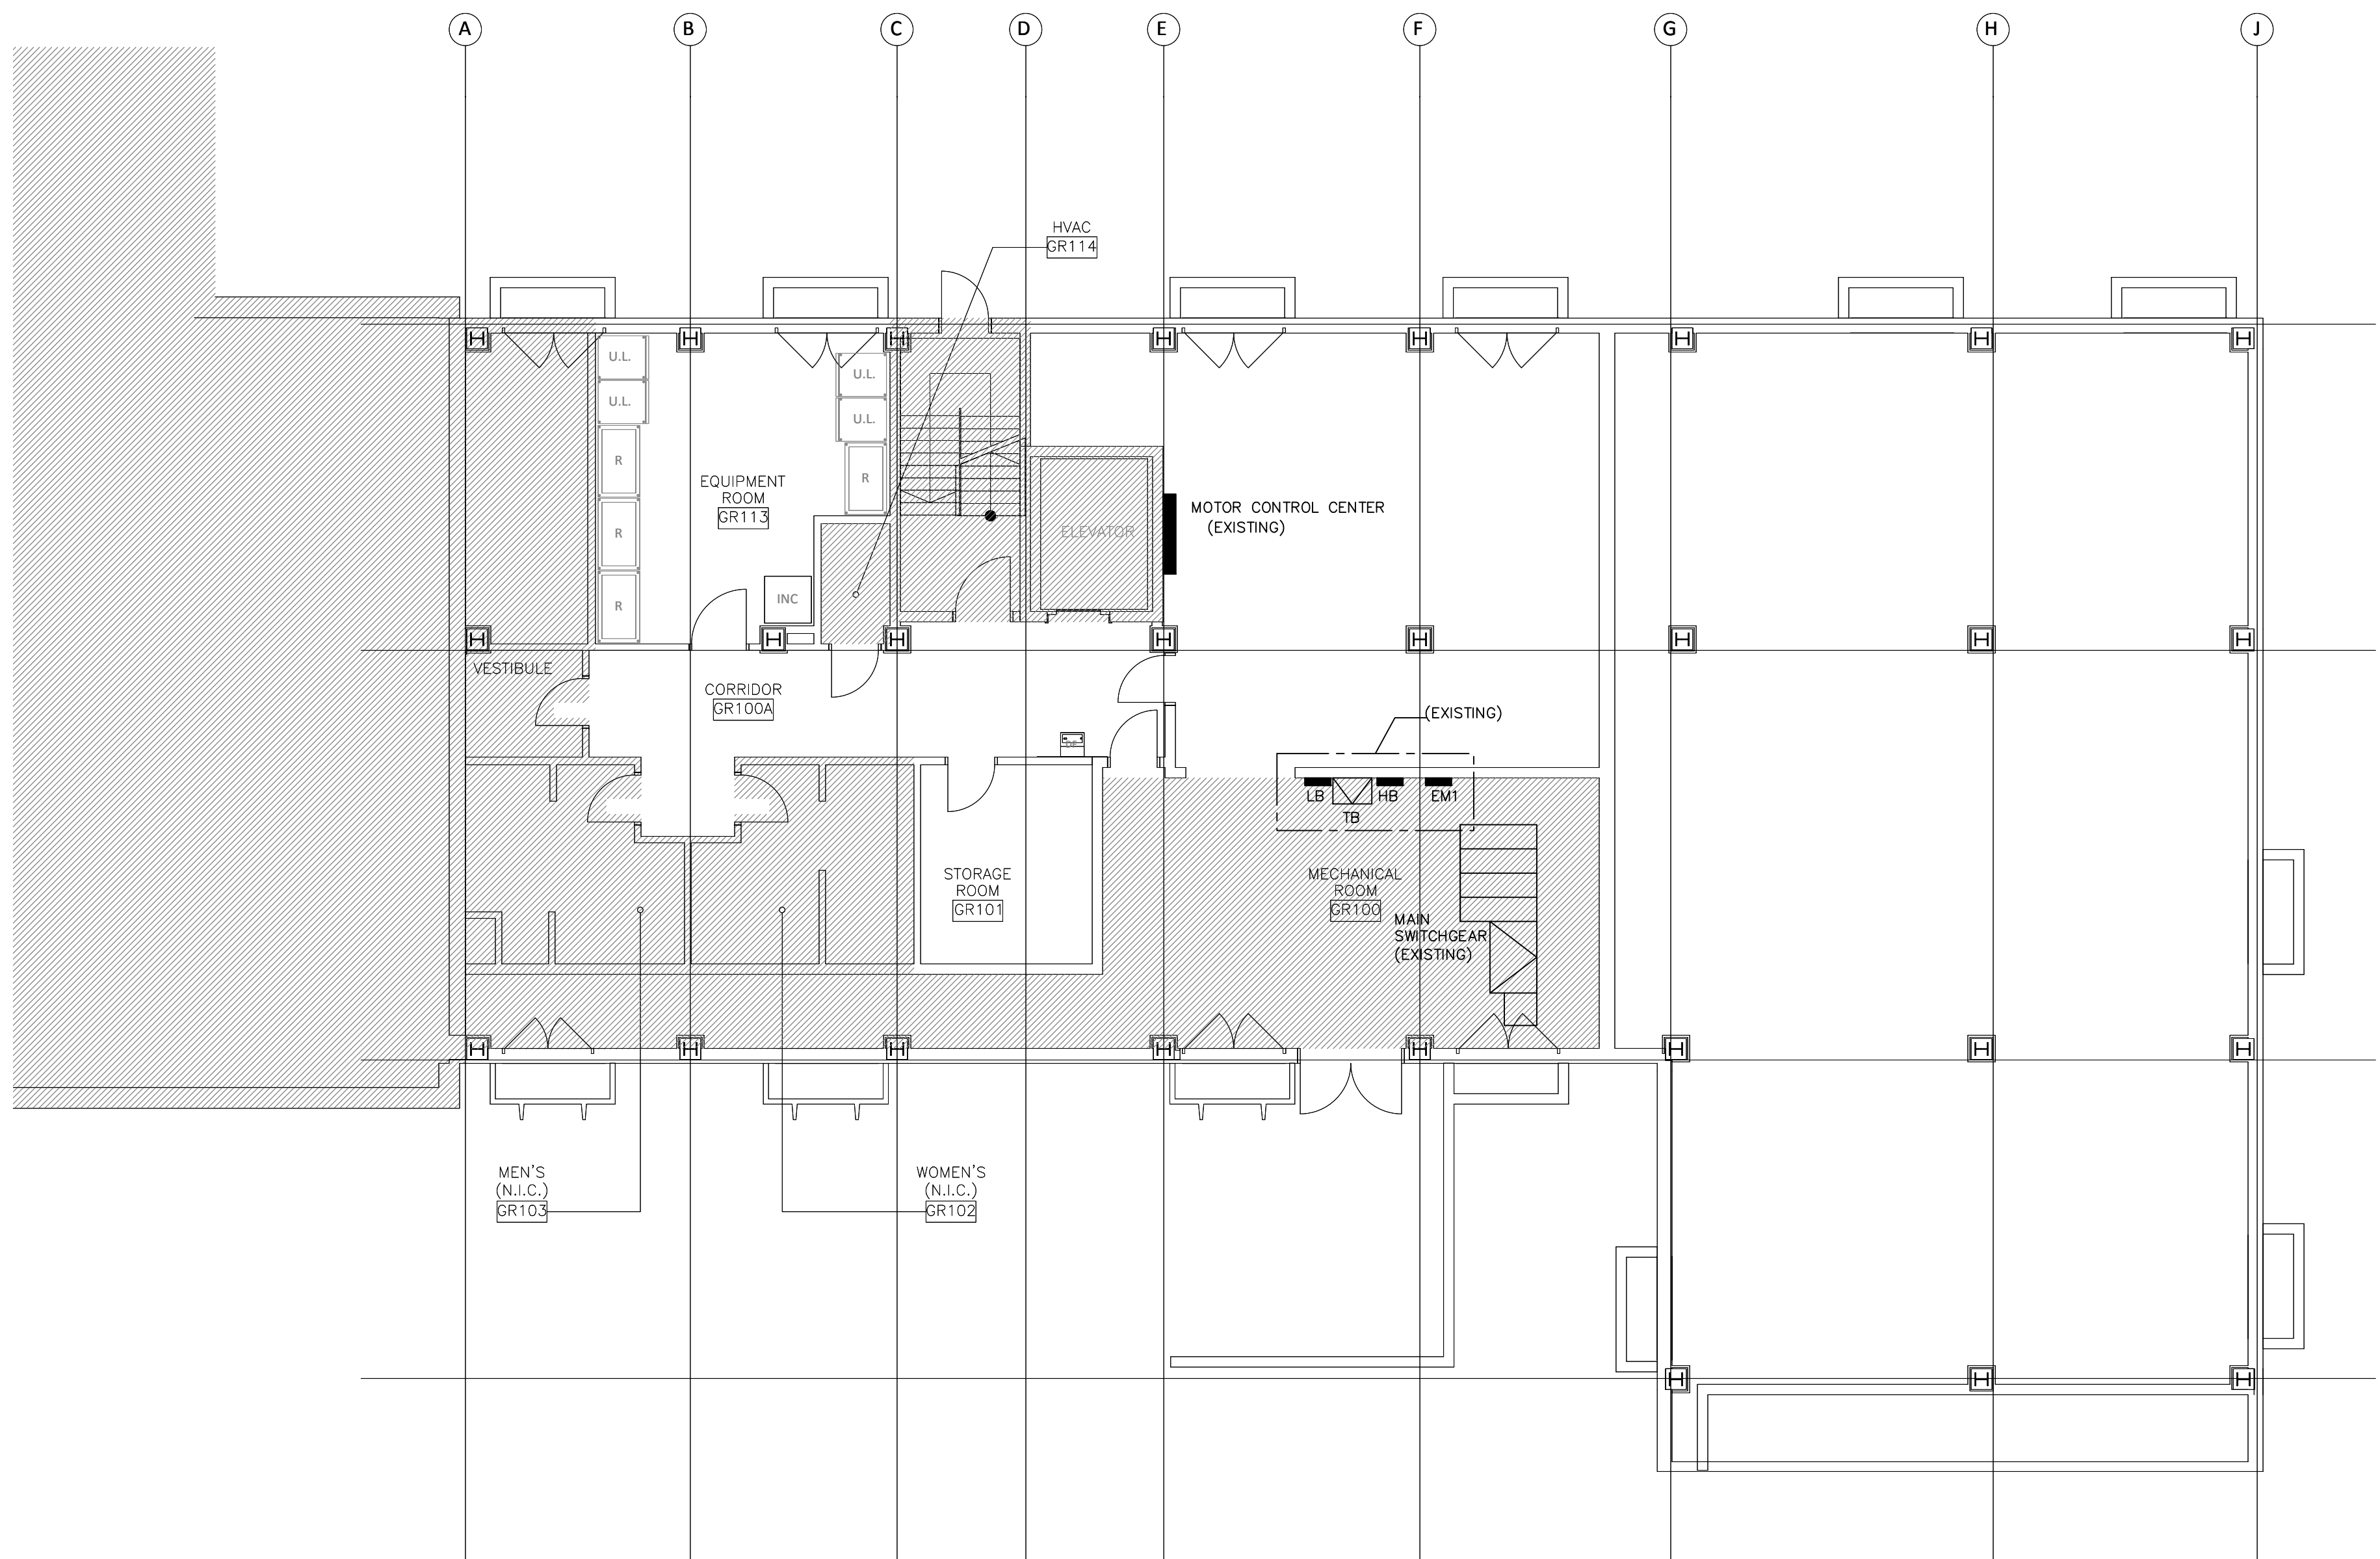 A B C D E F G H J
HVAC
GR114
U.L.
U.L.
U.L.
U.L.
R
R
R
R
EQUIPMENT
ROOM
GR113
INC
ELEVATOR
MOTOR CONTROL CENTER
(EXISTING)
VESTIBULE
CORRIDOR
GR100A
DF
(EXISTING)
LB
TB
HB
EM1
STORAGE
ROOM
GR101
MECHANICAL
ROOM
GR100
MAIN
SWITCHGEAR
(EXISTING)
MEN'S
(N.I.C.)
GR103
WOMEN'S
(N.I.C.)
GR102